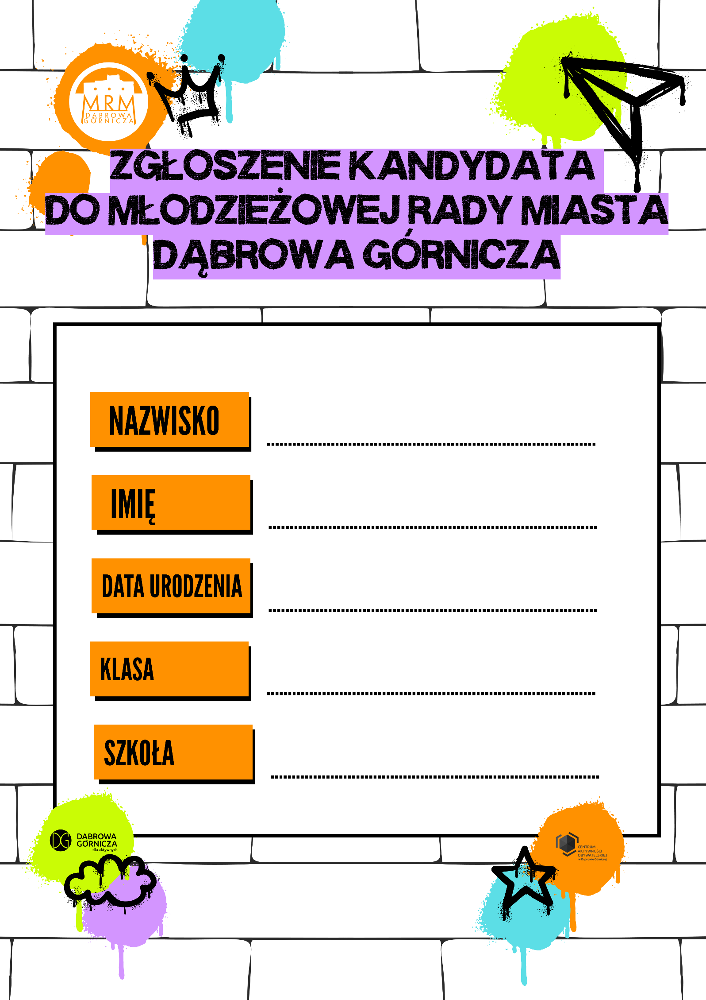 MRM
DĄBROWA
GÓRNICZA
ZGŁOSZENIE KANDYDATA
DO MŁODZIEŻOWEJ RADY MIASTA
DĄBROWA GÓRNICZA
NAZWISKO
IMIĘ
DATA URODZENIA
KLASA
SZKOŁA
DG DĄBROWA
GÓRNICZA
dla aktywnych
CENTRUM
AKTYWNOŚCI
OBYWATELSKIEJ
w Dąbrowie Górniczej